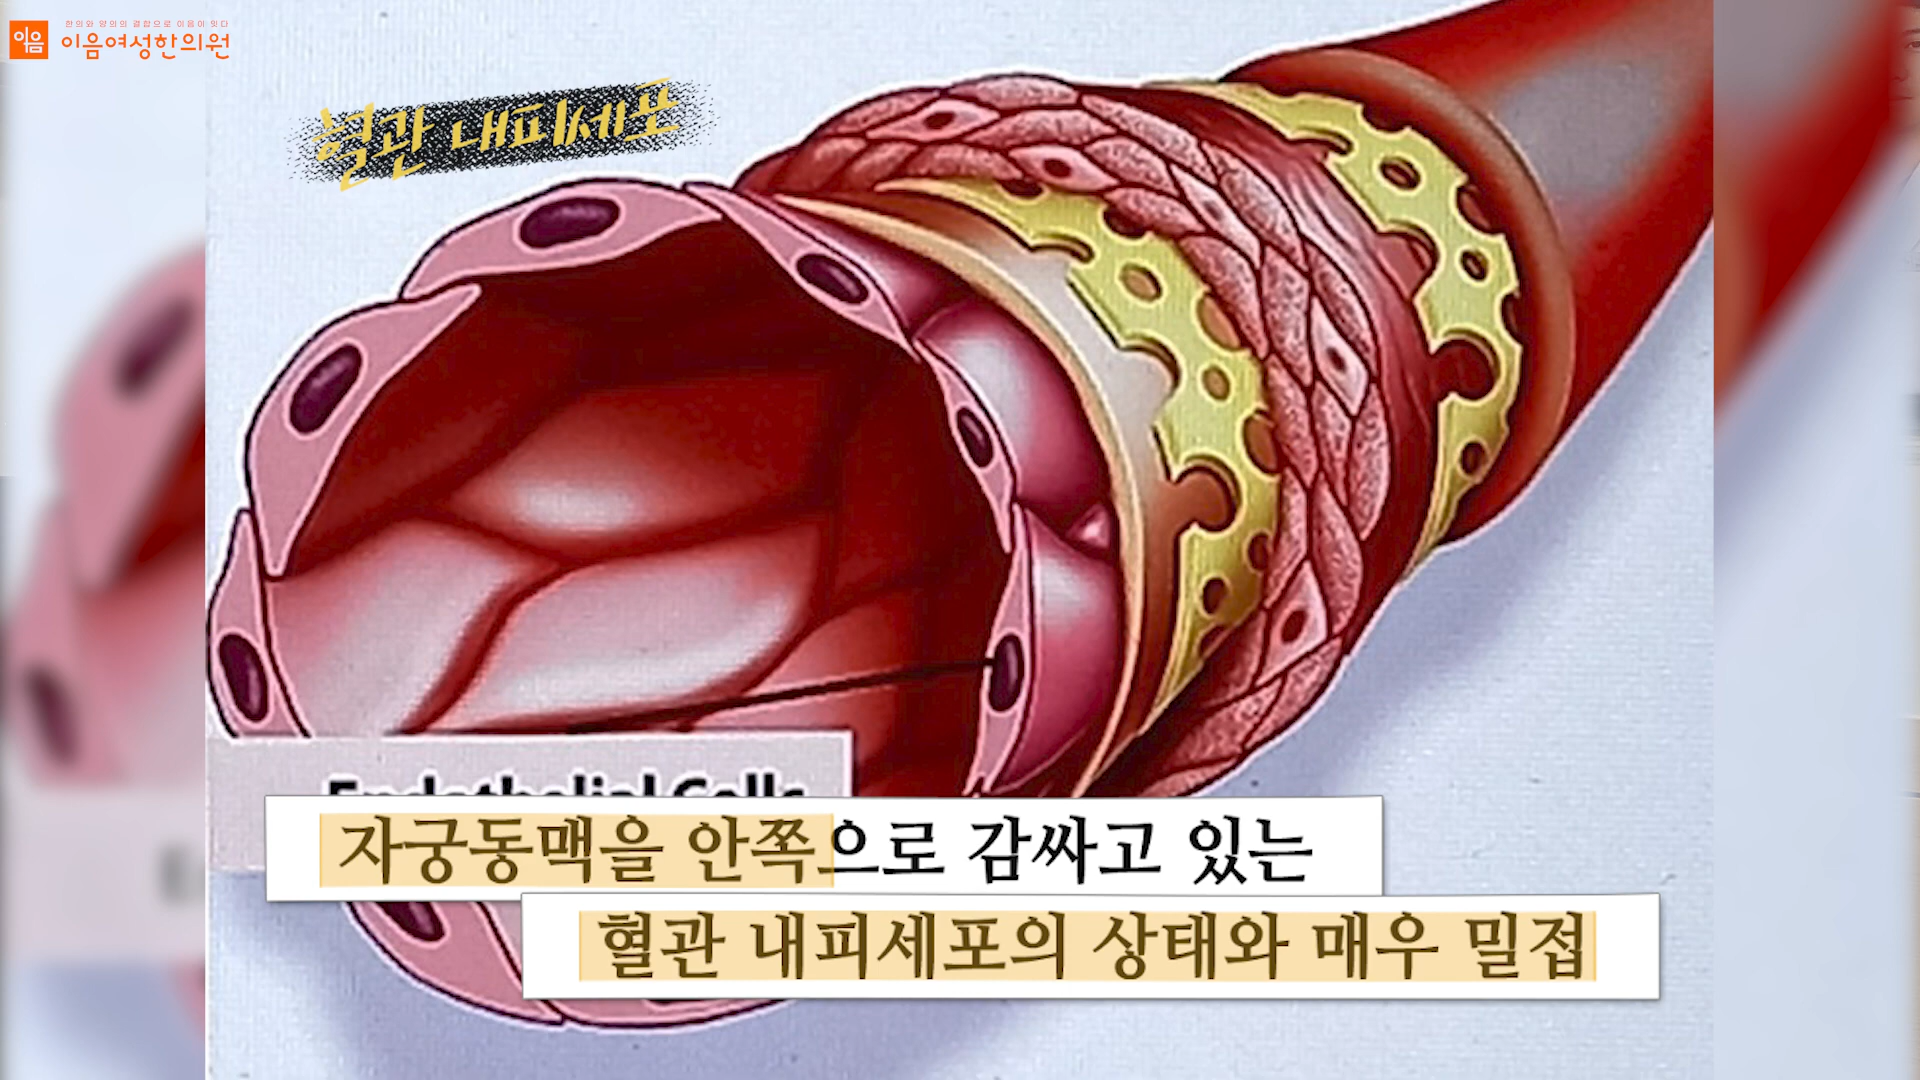 한의와 양의의 결합으로 이음이 잇다
이음
이음여성한의원
혈관 내피세포
Endothelial Cells
자궁동맥을 안쪽으로 감싸고 있는
혈관 내피세포의 상태와 매우 밀접